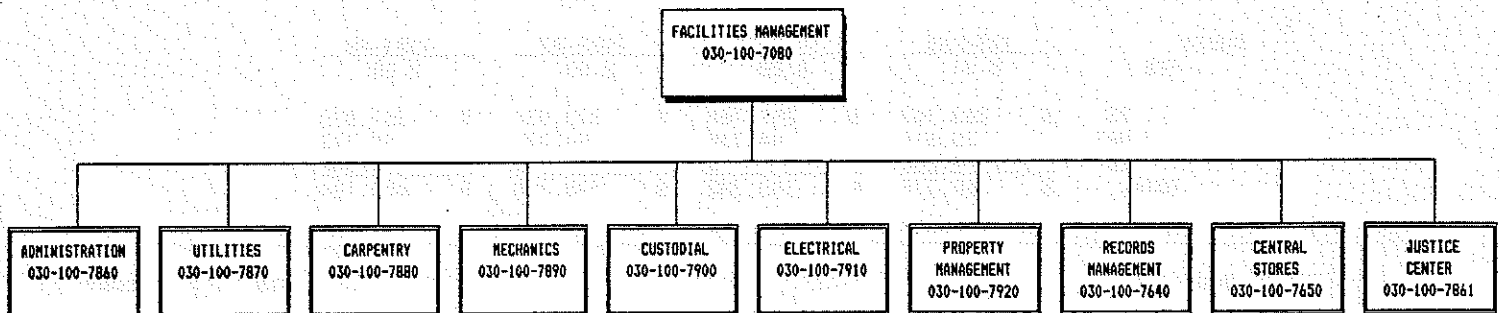 FACILITIES MANAGEMENT
030-100-7080
ADMINISTRATION
030-100-7860
UTILITIES
030-100-7870
CARPENTRY
030-100-7880
MECHANICS
030-100-7890
CUSTODIAL
030-100-7900
ELECTRICAL
030-100-7910
PROPERTY
MANAGEMENT
030-100-7920
RECORDS
MANAGEMENT
030-100-7640
CENTRAL
STORES
030-100-7650
JUSTICE
CENTER
030-100-7861